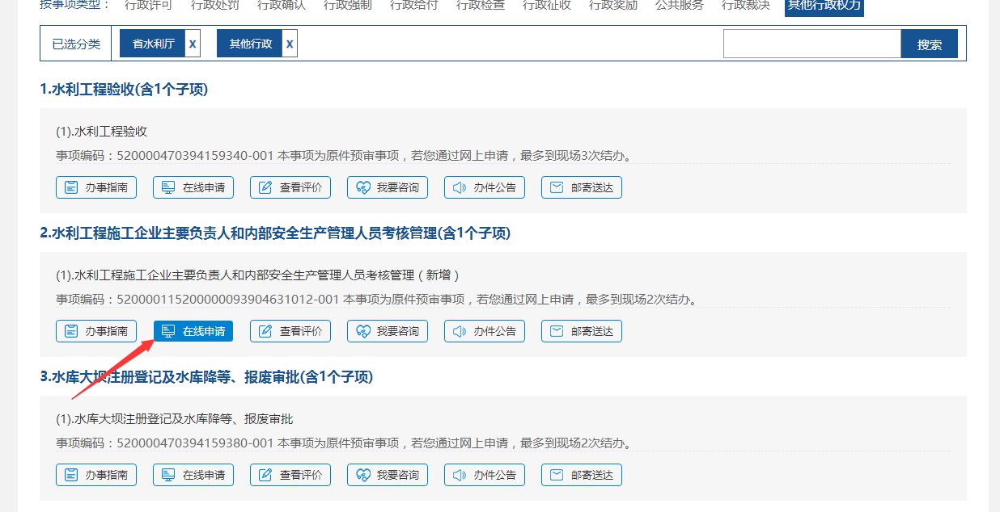 按事项类型： 行政许可 行政处罚 行政确认 行政强制 行政给付 行政检查 行政征收 行政奖励 公共服务 行政裁决 其他行政权力
已选分类 省水利厅 x 其他行政 x 搜索
1.水利工程验收(含1个子项)
(1).水利工程验收
事项编码：520000470394159340-001 本事项为原件预审事项，若您通过网上申请，最多到现场3次结办。
办事指南 在线申请 查看评价 我要咨询 办件公告 邮寄送达
2.水利工程施工企业主要负责人和内部安全生产管理人员考核管理(含1个子项)
(1).水利工程施工企业主要负责人和内部安全生产管理人员考核管理（新增）
事项编码：520000115200000093904631012-001 本事项为原件预审事项，若您通过网上申请，最多到现场2次结办。
办事指南 在线申请 查看评价 我要咨询 办件公告 邮寄送达
3.水库大坝注册登记及水库降等、报废审批(含1个子项)
(1).水库大坝注册登记及水库降等、报废审批
事项编码：520000470394159380-001 本事项为原件预审事项，若您通过网上申请，最多到现场2次结办。
办事指南 在线申请 查看评价 我要咨询 办件公告 邮寄送达